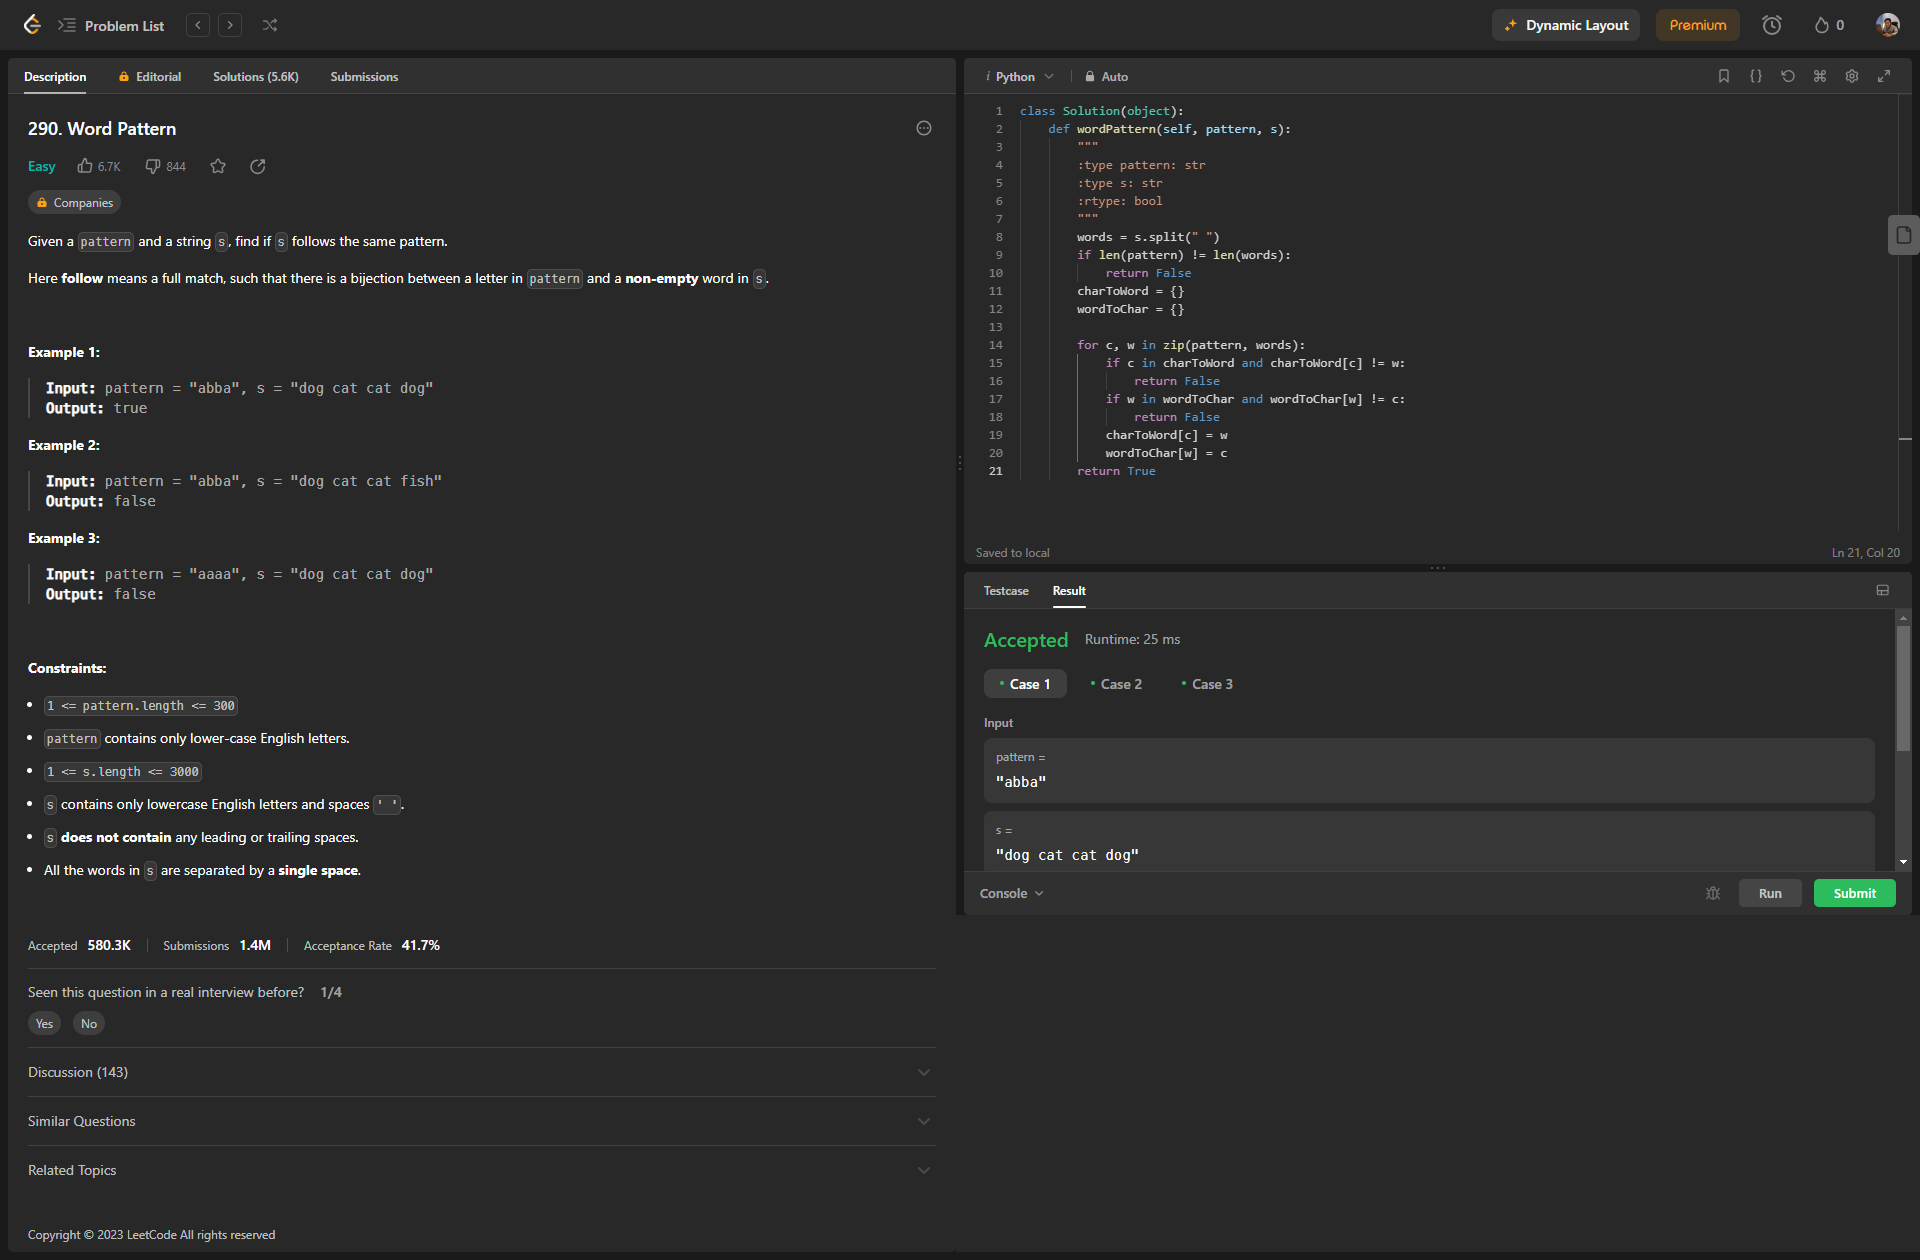 Problem List
Dynamic Layout
Premium
0
Description
Editorial
Solutions (5.6K)
Submissions
290. Word Pattern
Easy
6.7K
844
Companies
Given a pattern and a string s, find if s follows the same pattern.
Here follow means a full match, such that there is a bijection between a letter in pattern and a non-empty word in s.
Example 1:
Input: pattern = "abba", s = "dog cat cat dog"
Output: true
Example 2:
Input: pattern = "abba", s = "dog cat cat fish"
Output: false
Example 3:
Input: pattern = "aaaa", s = "dog cat cat dog"
Output: false
Constraints:
• 1 <= pattern.length <= 300
• pattern contains only lower-case English letters.
• 1 <= s.length <= 3000
• s contains only lowercase English letters and spaces ' '.
• s does not contain any leading or trailing spaces.
• All the words in s are separated by a single space.
Accepted 580.3K
Submissions 1.4M
Acceptance Rate 41.7%
Seen this question in a real interview before? 1/4
Yes No
Discussion (143)
Similar Questions
Related Topics
Copyright © 2023 LeetCode All rights reserved
i Python
Auto
1 class Solution(object):
2 def wordPattern(self, pattern, s):
3 """
4 :type pattern: str
5 :type s: str
6 :rtype: bool
7 """
8 words = s.split(" ")
9 if len(pattern) != len(words):
10 return False
11 charToWord = {}
12 wordToChar = {}
13
14 for c, w in zip(pattern, words):
15 if c in charToWord and charToWord[c] != w:
16 return False
17 if w in wordToChar and wordToChar[w] != c:
18 return False
19 charToWord[c] = w
20 wordToChar[w] = c
21 return True
Saved to local
Ln 21, Col 20
Testcase
Result
Accepted Runtime: 25 ms
• Case 1 • Case 2 • Case 3
Input
pattern =
"abba"
s =
"dog cat cat dog"
Console
Run
Submit